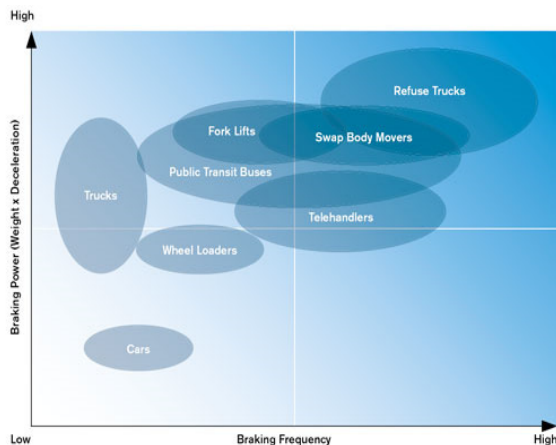 High
Braking Power (Weight x Deceleration)
Refuse Trucks
Fork Lifts
Swap Body Movers
Public Transit Buses
Trucks
Telehandlers
Wheel Loaders
Cars
Low
Braking Frequency
High